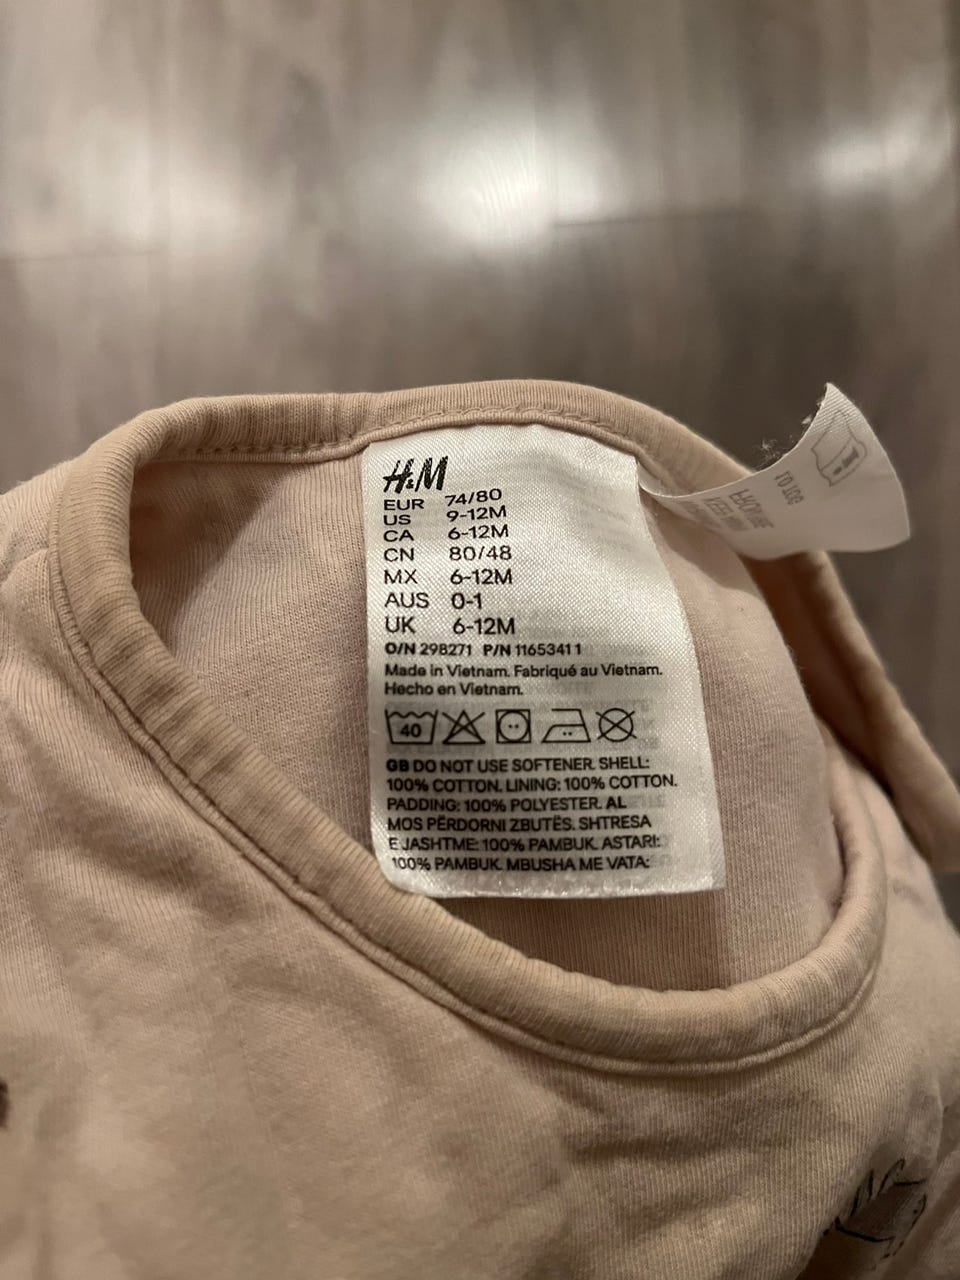 H&M
EUR 74/80
US 9-12M
CA 6-12M
CN 80/48
MX 6-12M
AUS 0-1
UK 6-12M
O/N 298271 P/N 1165341 1
Made in Vietnam. Fabriqué au Vietnam.
Hecho en Vietnam.
40
GB DO NOT USE SOFTENER. SHELL:
100% COTTON. LINING: 100% COTTON.
PADDING: 100% POLYESTER. AL
MOS PËRDORNI ZBUTËS. SHTRESA
E JASHTME: 100% PAMBUK. ASTARI:
100% PAMBUK. MBUSHA ME VATA: